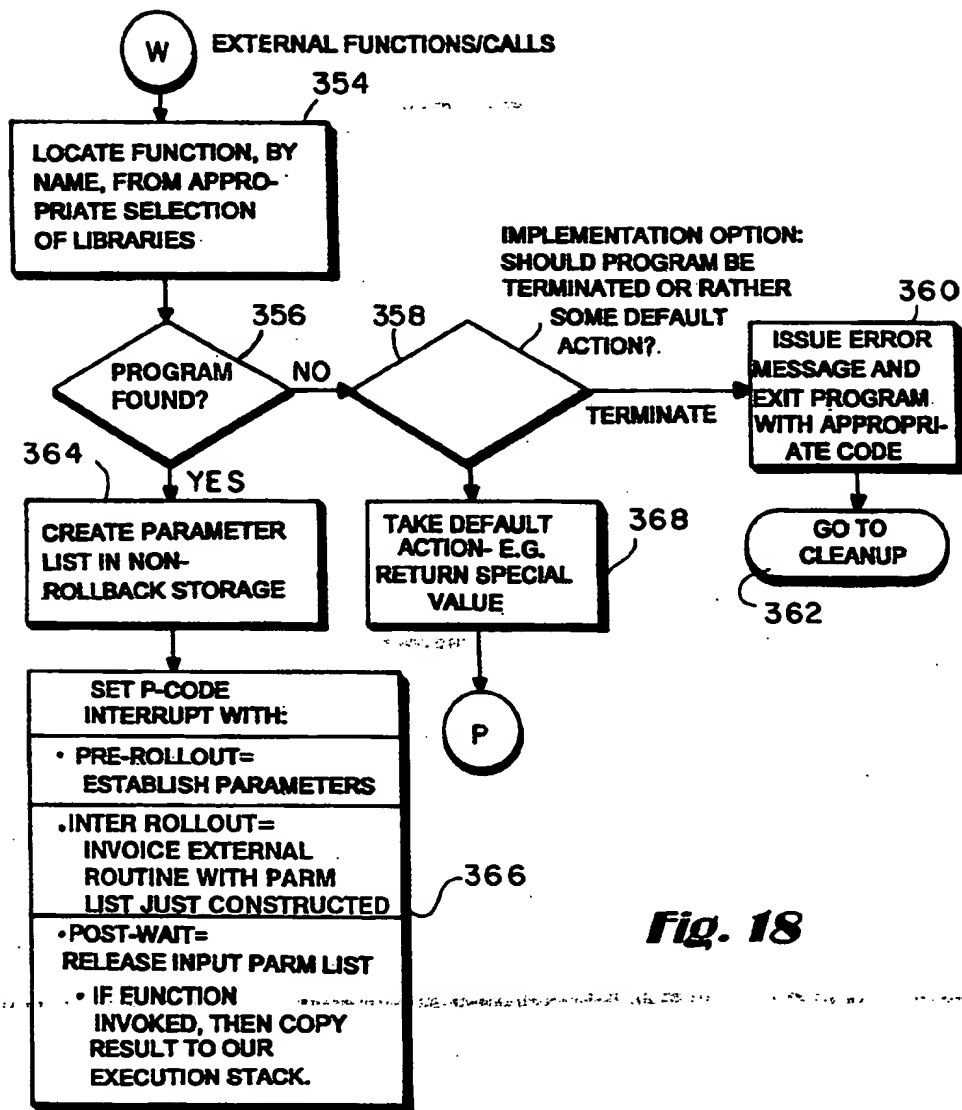 W
EXTERNAL FUNCTIONS/CALLS
354
LOCATE FUNCTION, BY
NAME, FROM APPRO-
PRIATE SELECTION
OF LIBRARIES
356
PROGRAM
FOUND?
NO
358
IMPLEMENTATION OPTION:
SHOULD PROGRAM BE
TERMINATED OR RATHER
SOME DEFAULT
ACTION?
TERMINATE
360
ISSUE ERROR
MESSAGE AND
EXIT PROGRAM
WITH APPROPRI-
ATE CODE
GO TO
CLEANUP
362
364
YES
CREATE PARAMETER
LIST IN NON-
ROLLBACK STORAGE
TAKE DEFAULT
ACTION- E.G.
RETURN SPECIAL
VALUE
368
P
SET P-CODE
INTERRUPT WITH:
• PRE-ROLLOUT=
ESTABLISH PARAMETERS
•INTER ROLLOUT=
INVOICE EXTERNAL
ROUTINE WITH PARM
LIST JUST CONSTRUCTED
366
•POST-WAIT=
RELEASE INPUT PARM LIST
• IF FUNCTION
INVOKED, THEN COPY
RESULT TO OUR
EXECUTION STACK.
Fig. 18